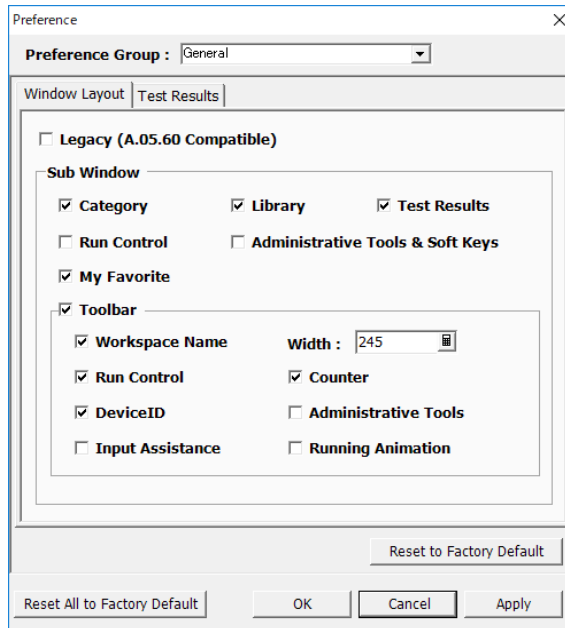 Preference
Preference Group : General
Window Layout Test Results
Legacy (A.05.60 Compatible)
Sub Window
Category Library Test Results
Run Control Administrative Tools & Soft Keys
My Favorite
Toolbar
Workspace Name Width : 245
Run Control Counter
DeviceID Administrative Tools
Input Assistance Running Animation
Reset to Factory Default
Reset All to Factory Default OK Cancel Apply